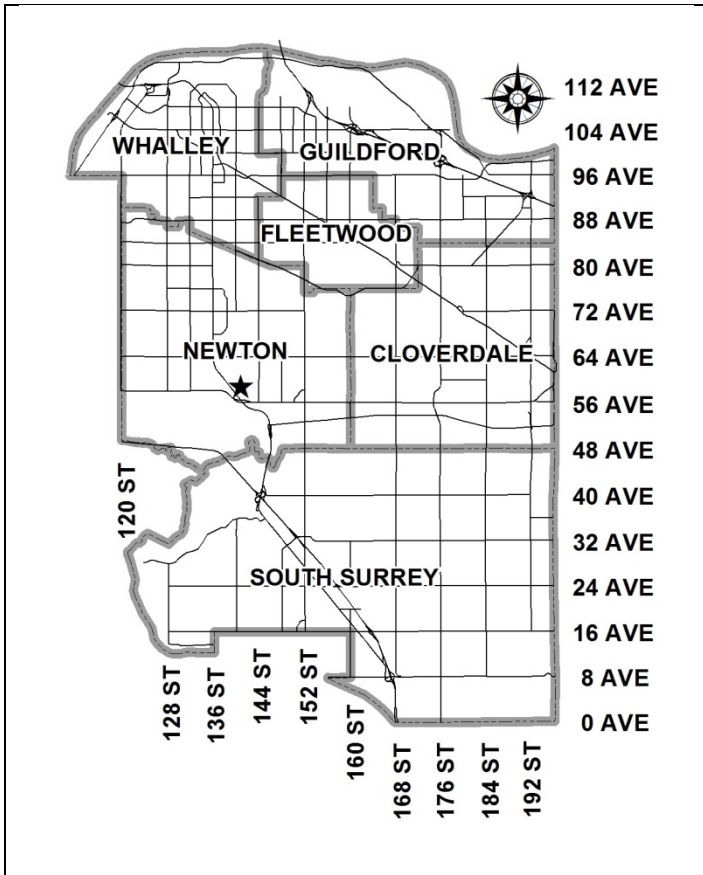 112 AVE
104 AVE
WHALLEY
GUILDFORD
96 AVE
88 AVE
FLEETWOOD
80 AVE
72 AVE
NEWTON
CLOVERDALE
64 AVE
56 AVE
48 AVE
120 ST
40 AVE
32 AVE
SOUTH SURREY
24 AVE
16 AVE
128 ST
136 ST
144 ST
152 ST
160 ST
8 AVE
0 AVE
168 ST
176 ST
184 ST
192 ST